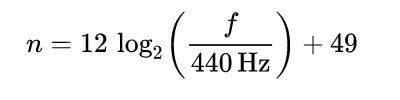 n = 12 log₂ ( f / 440 Hz ) + 49